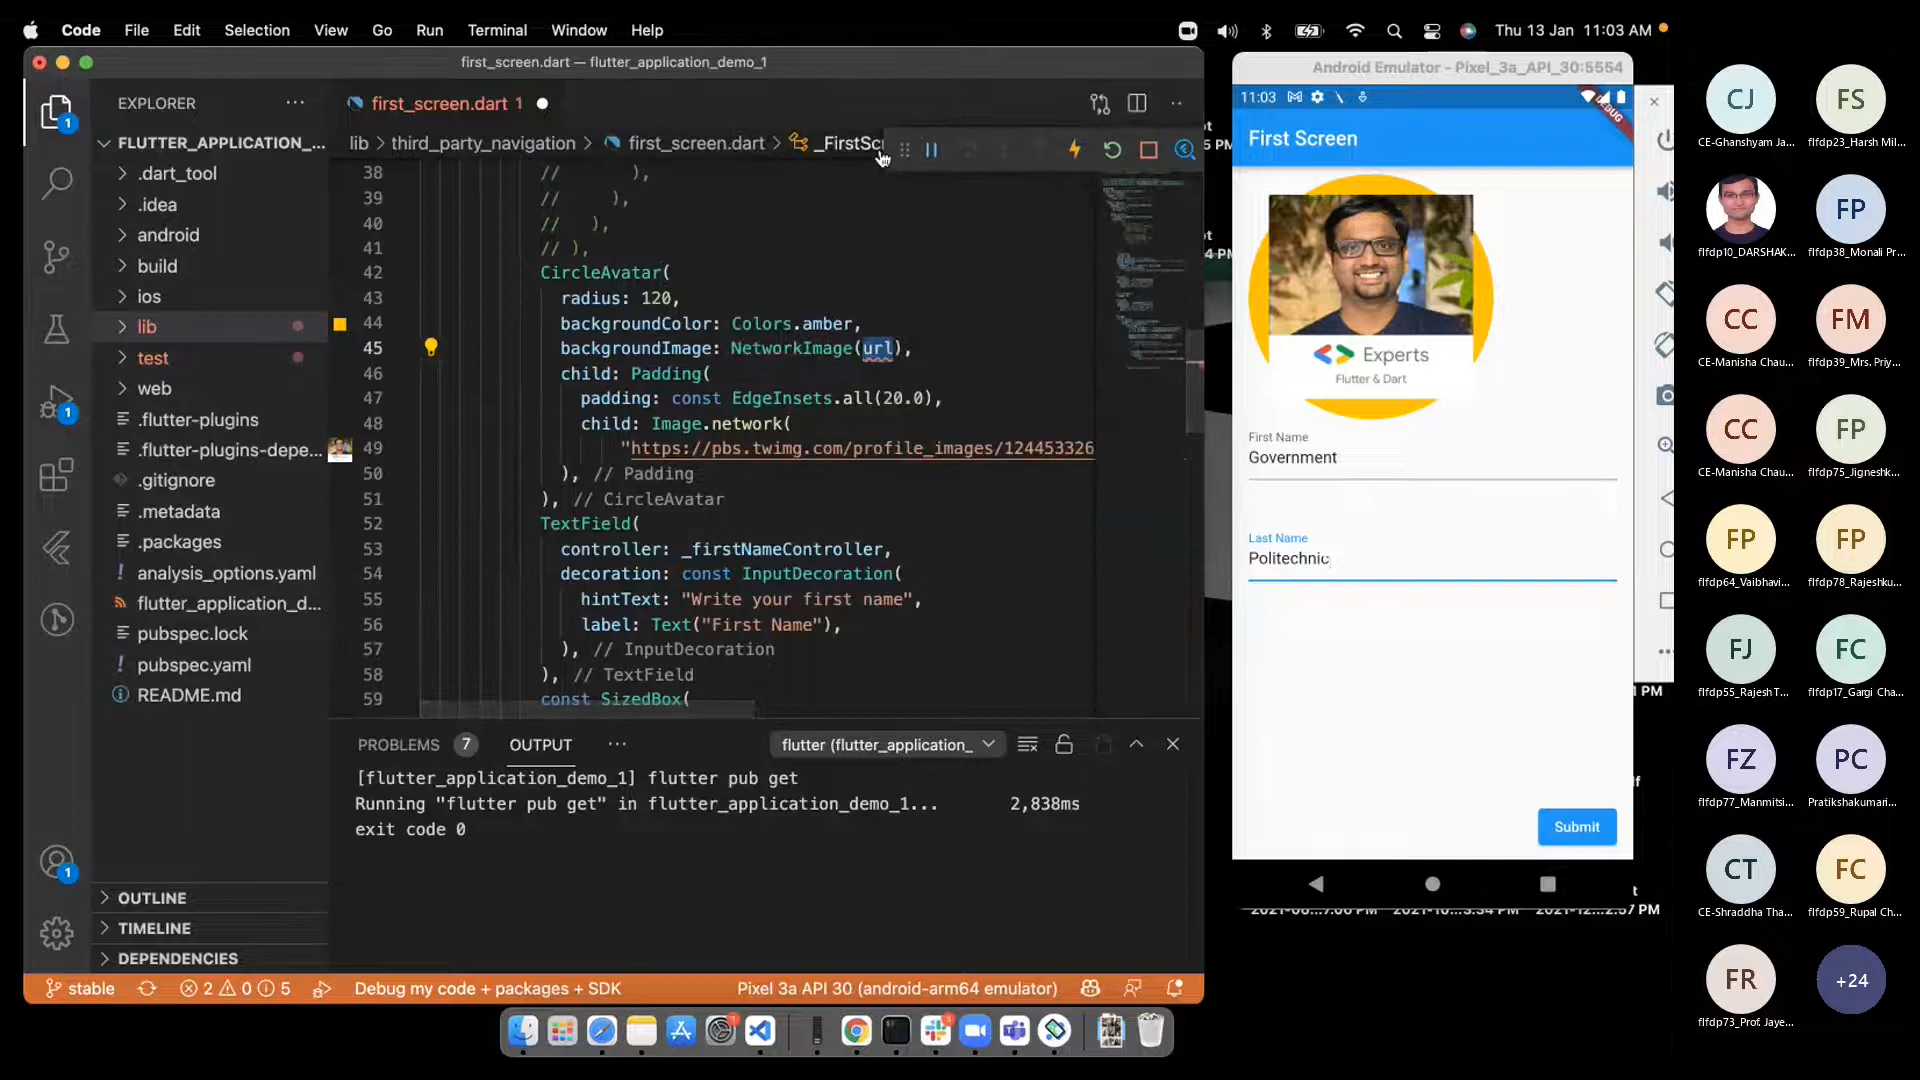 Code File Edit Selection View Go Run Terminal Window Help
Thu 13 Jan 11:03 AM
first_screen.dart — flutter_application_demo_1
EXPLORER
FLUTTER_APPLICATION_...
.dart_tool
.idea
android
build
ios
lib
test
web
.flutter-plugins
.flutter-plugins-depe...
.gitignore
.metadata
.packages
analysis_options.yaml
flutter_application_d...
pubspec.lock
pubspec.yaml
README.md
OUTLINE
TIMELINE
DEPENDENCIES
1
1
1
first_screen.dart 1
lib > third_party_navigation > first_screen.dart > _FirstScr
38 // ),
39 // ),
40 // ),
41 // ),
42 CircleAvatar(
43 radius: 120,
44 backgroundColor: Colors.amber,
45 backgroundImage: NetworkImage(url),
46 child: Padding(
47 padding: const EdgeInsets.all(20.0),
48 child: Image.network(
49 "https://pbs.twimg.com/profile_images/124453326
50 ), // Padding
51 ), // CircleAvatar
52 TextField(
53 controller: _firstNameController,
54 decoration: const InputDecoration(
55 hintText: "Write your first name",
56 label: Text("First Name"),
57 ), // InputDecoration
58 ), // TextField
59 const SizedBox(
PROBLEMS 7 OUTPUT ...
flutter (flutter_application_
[flutter_application_demo_1] flutter pub get
Running "flutter pub get" in flutter_application_demo_1... 2,838ms
exit code 0
stable 2 0 5 Debug my code + packages + SDK Pixel 3a API 30 (android-arm64 emulator)
Android Emulator - Pixel_3a_API_30:5554
11:03
DEBUG
First Screen
Experts
Flutter & Dart
First Name
Government
Last Name
Politechnic
Submit
CJ
CE-Ghanshyam Ja...
FS
flfdp23_Harsh Mil...
flfdp10_DARSHAK...
FP
flfdp38_Monali Pr...
CC
CE-Manisha Chau...
FM
flfdp39_Mrs. Priy...
CC
CE-Manisha Chau...
FP
flfdp75_Jigneshk...
FP
flfdp64_Vaibhavi...
FP
flfdp78_Rajeshku...
FJ
flfdp55_Rajesh T...
FC
flfdp17_Gargi Cha...
FZ
flfdp77_Manmitsi...
PC
Pratikshakumari...
CT
CE-Shraddha Tha...
FC
flfdp59_Rupal Ch...
FR
flfdp73_Prof. Jaye...
+24